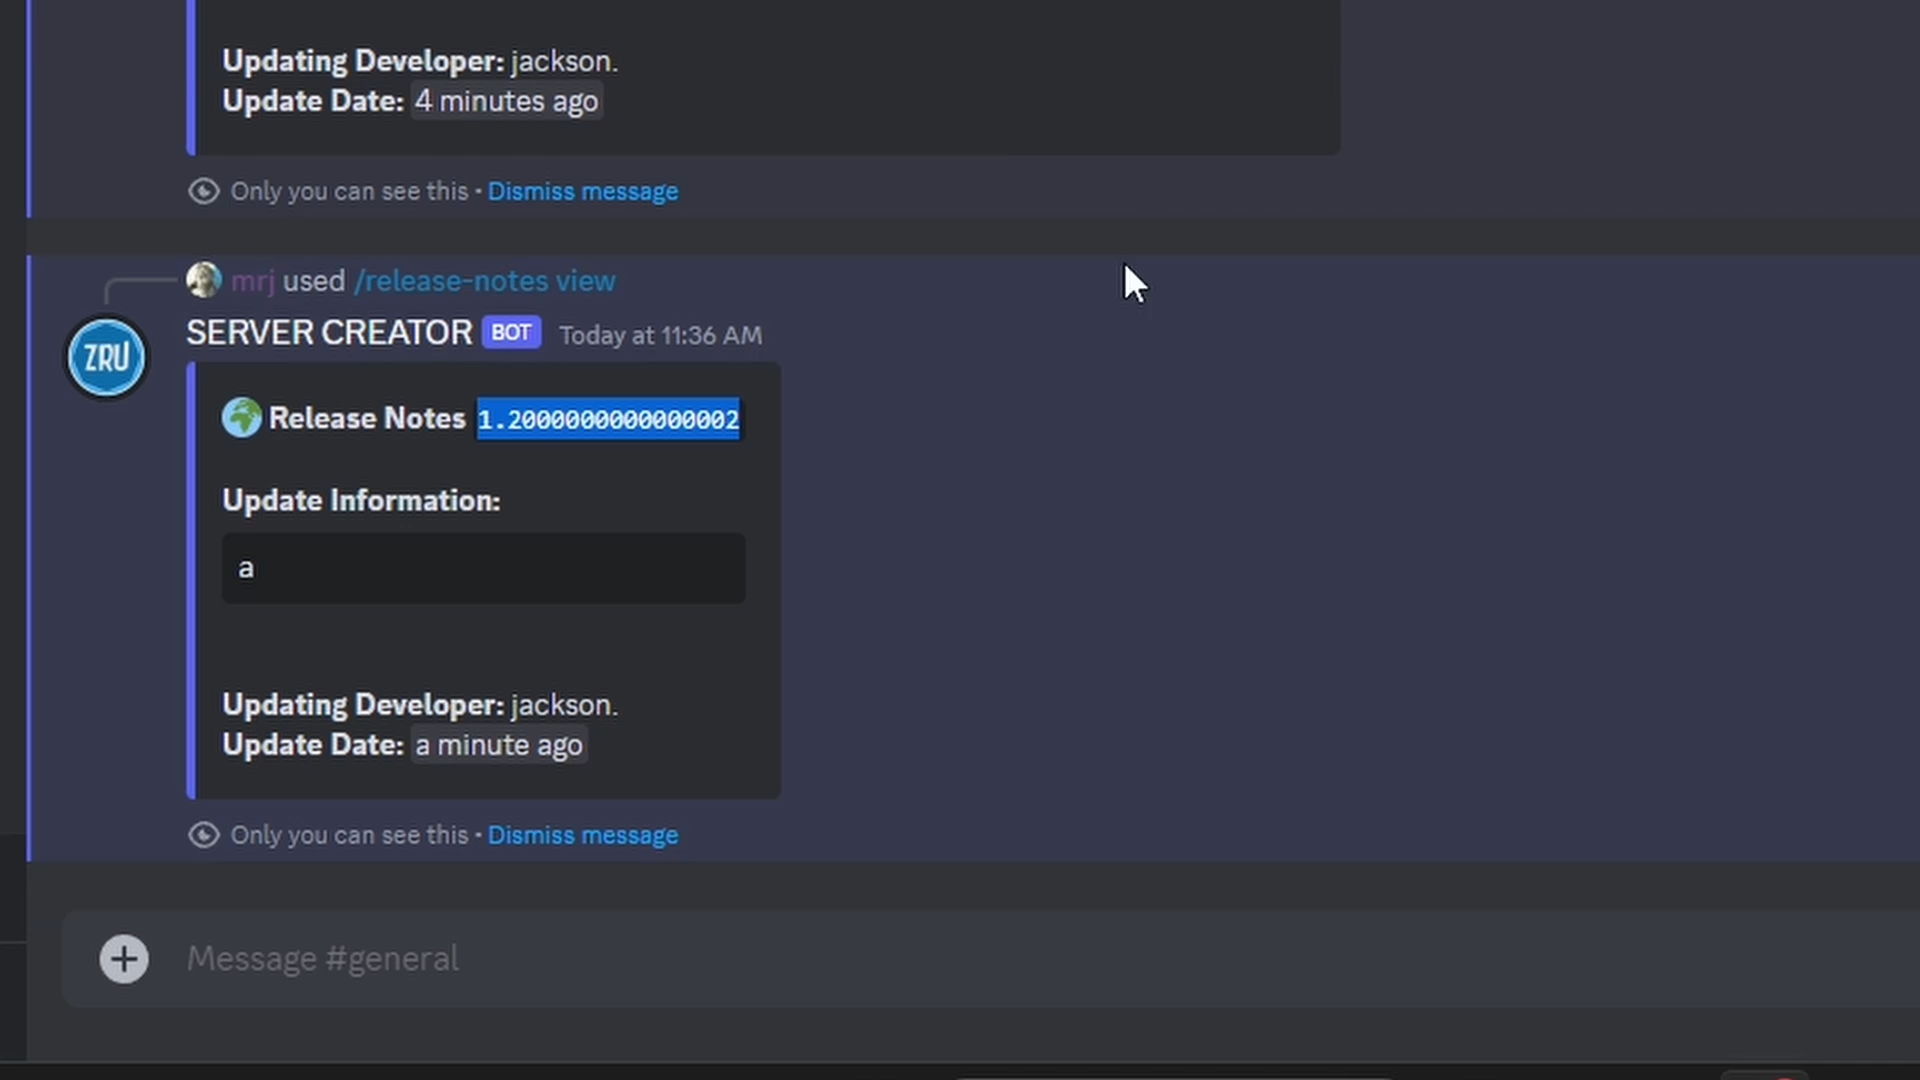 Updating Developer: jackson.
Update Date: 4 minutes ago
Only you can see this • Dismiss message
mrj used /release-notes view
SERVER CREATOR BOT Today at 11:36 AM
ZRU
Release Notes 1.2000000000000002
Update Information:
a
Updating Developer: jackson.
Update Date: a minute ago
Only you can see this • Dismiss message
Message #general